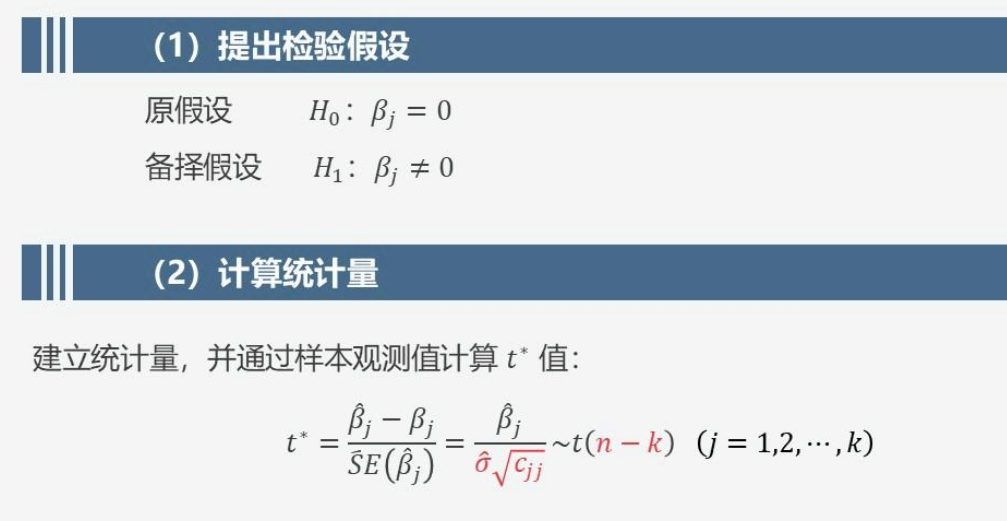 （1）提出检验假设
原假设 H₀：βⱼ = 0
备择假设 H₁：βⱼ ≠ 0
（2）计算统计量
建立统计量，并通过样本观测值计算 t* 值：
t* = (β̂ⱼ − βⱼ)/(ŜE(β̂ⱼ)) = β̂ⱼ/(σ̂√cⱼⱼ) ~t(n − k) (j = 1,2, ⋯, k)